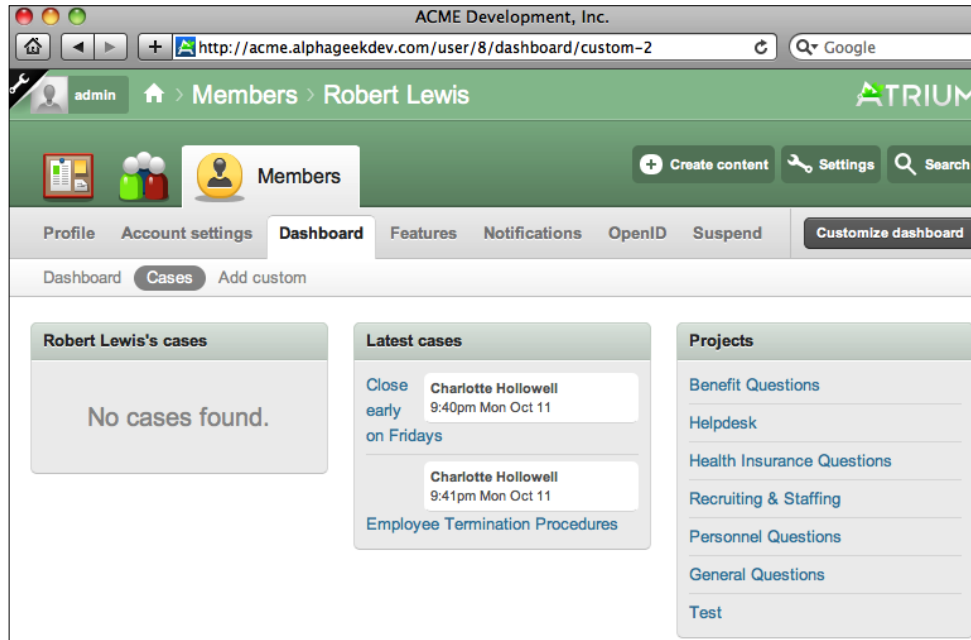 ACME Development, Inc.
http://acme.alphageekdev.com/user/8/dashboard/custom-2
Google
admin
Members > Robert Lewis
ATRIUM
Members
Create content
Settings
Search
Profile
Account settings
Dashboard
Features
Notifications
OpenID
Suspend
Customize dashboard
Dashboard
Cases
Add custom
Robert Lewis's cases
No cases found.
Latest cases
Close early on Fridays
Charlotte Hollowell
9:40pm Mon Oct 11
Charlotte Hollowell
9:41pm Mon Oct 11
Employee Termination Procedures
Projects
Benefit Questions
Helpdesk
Health Insurance Questions
Recruiting & Staffing
Personnel Questions
General Questions
Test